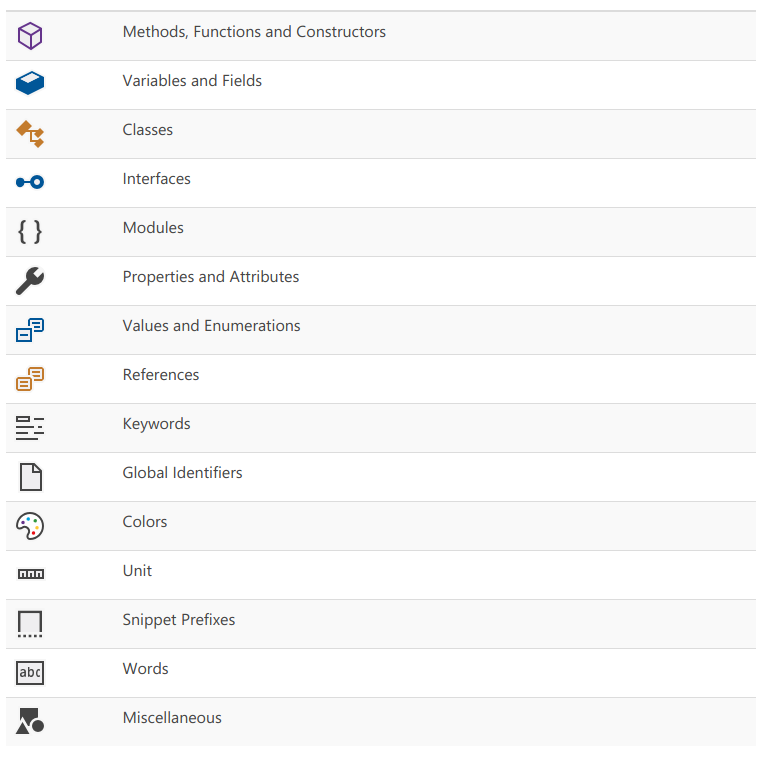 Methods, Functions and Constructors
Variables and Fields
Classes
Interfaces
{ } Modules
Properties and Attributes
Values and Enumerations
References
Keywords
Global Identifiers
Colors
Unit
Snippet Prefixes
abc Words
Miscellaneous